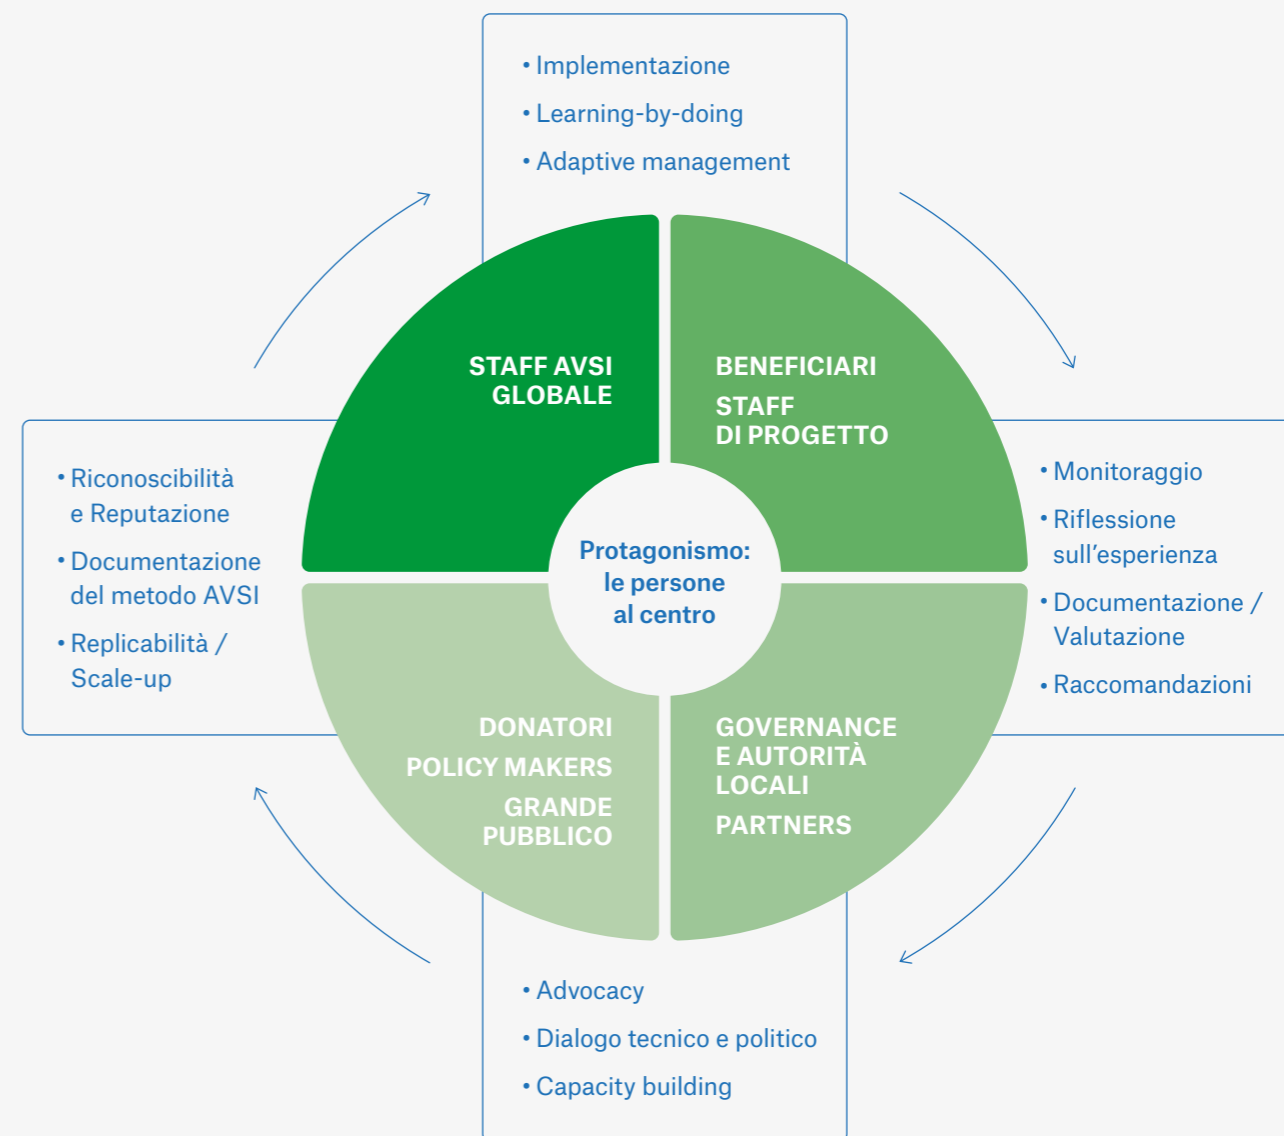 • Implementazione
• Learning-by-doing
• Adaptive management
STAFF AVSI
GLOBALE
BENEFICIARI
STAFF
DI PROGETTO
• Riconoscibilità
e Reputazione
• Documentazione
del metodo AVSI
• Replicabilità /
Scale-up
Protagonismo:
le persone
al centro
• Monitoraggio
• Riflessione
sull’esperienza
• Documentazione /
Valutazione
• Raccomandazioni
DONATORI
POLICY MAKERS
GRANDE
PUBBLICO
GOVERNANCE
E AUTORITÀ
LOCALI
PARTNERS
• Advocacy
• Dialogo tecnico e politico
• Capacity building